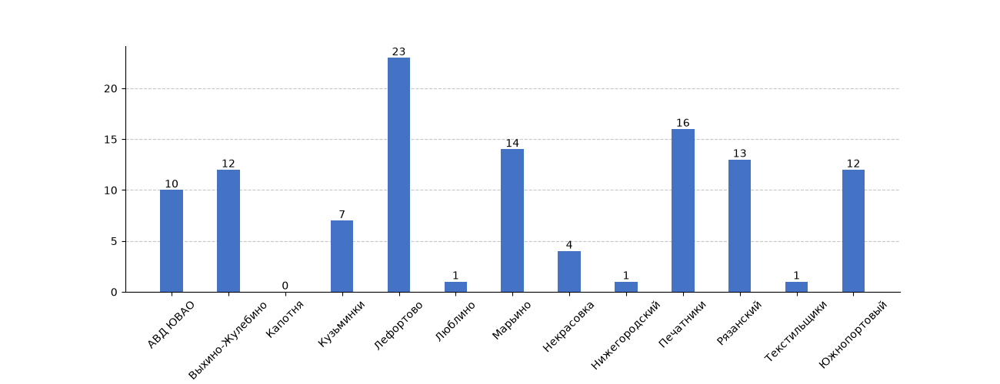 23
20
16
15
14
13
12
12
10
10
7
5
4
1
1
1
0
0
АВД ЮВАО
Выхино-Жулебино
Капотня
Кузьминки
Лефортово
Люблино
Марьино
Некрасовка
Нижегородский
Печатники
Рязанский
Текстильщики
Южнопортовый